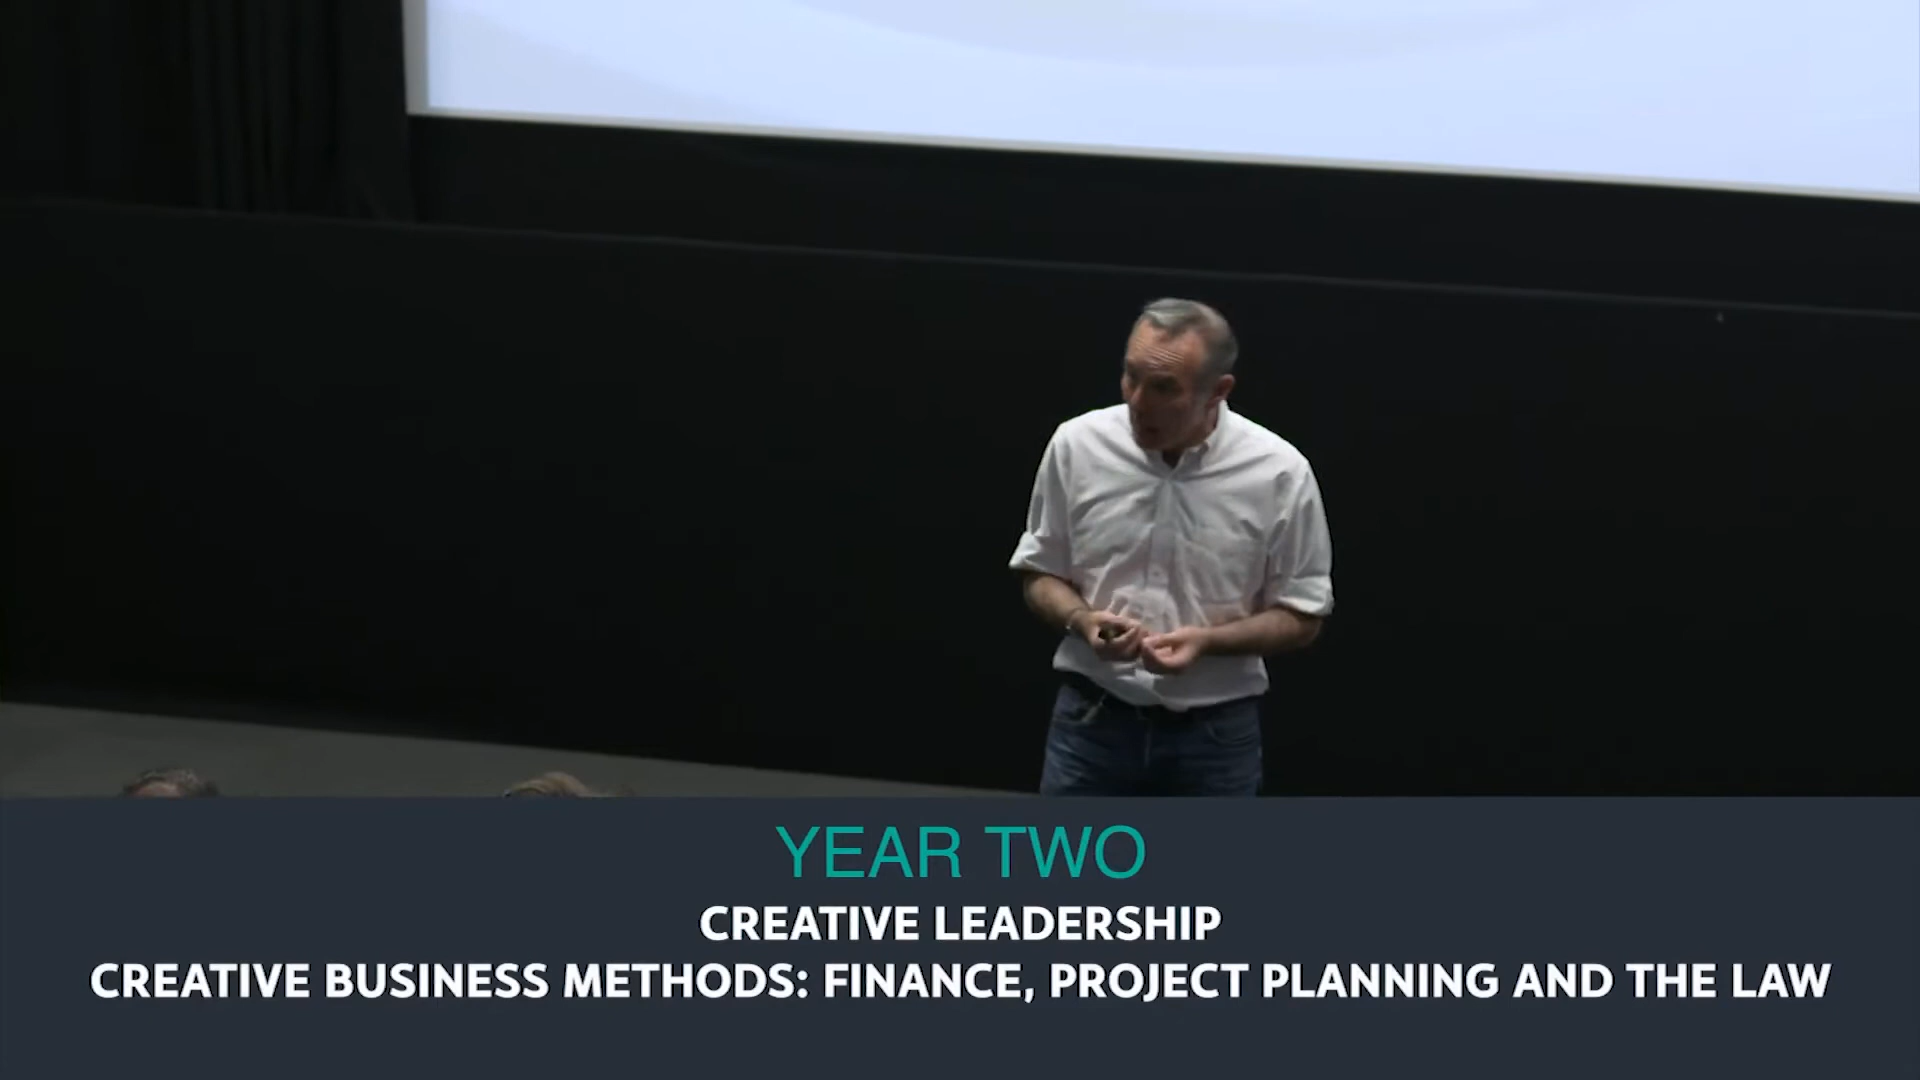 YEAR TWO
CREATIVE LEADERSHIP
CREATIVE BUSINESS METHODS: FINANCE, PROJECT PLANNING AND THE LAW